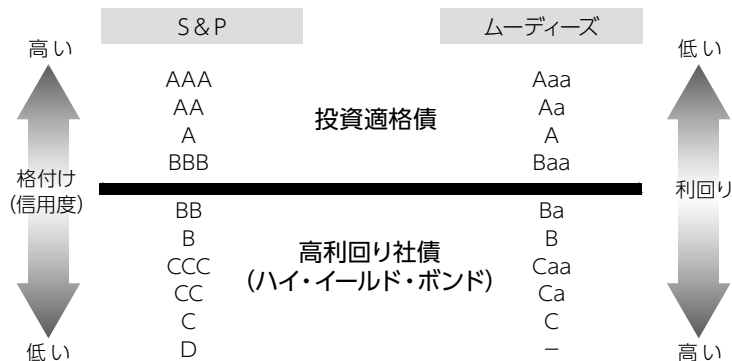 S&P ムーディーズ
高い 低い
AAA Aaa
AA 投資適格債 Aa
A A
BBB Baa
格付け
(信用度) 利回り
BB Ba
B 高利回り社債 B
CCC (ハイ・イールド・ボンド) Caa
CC Ca
C C
低い D − 高い